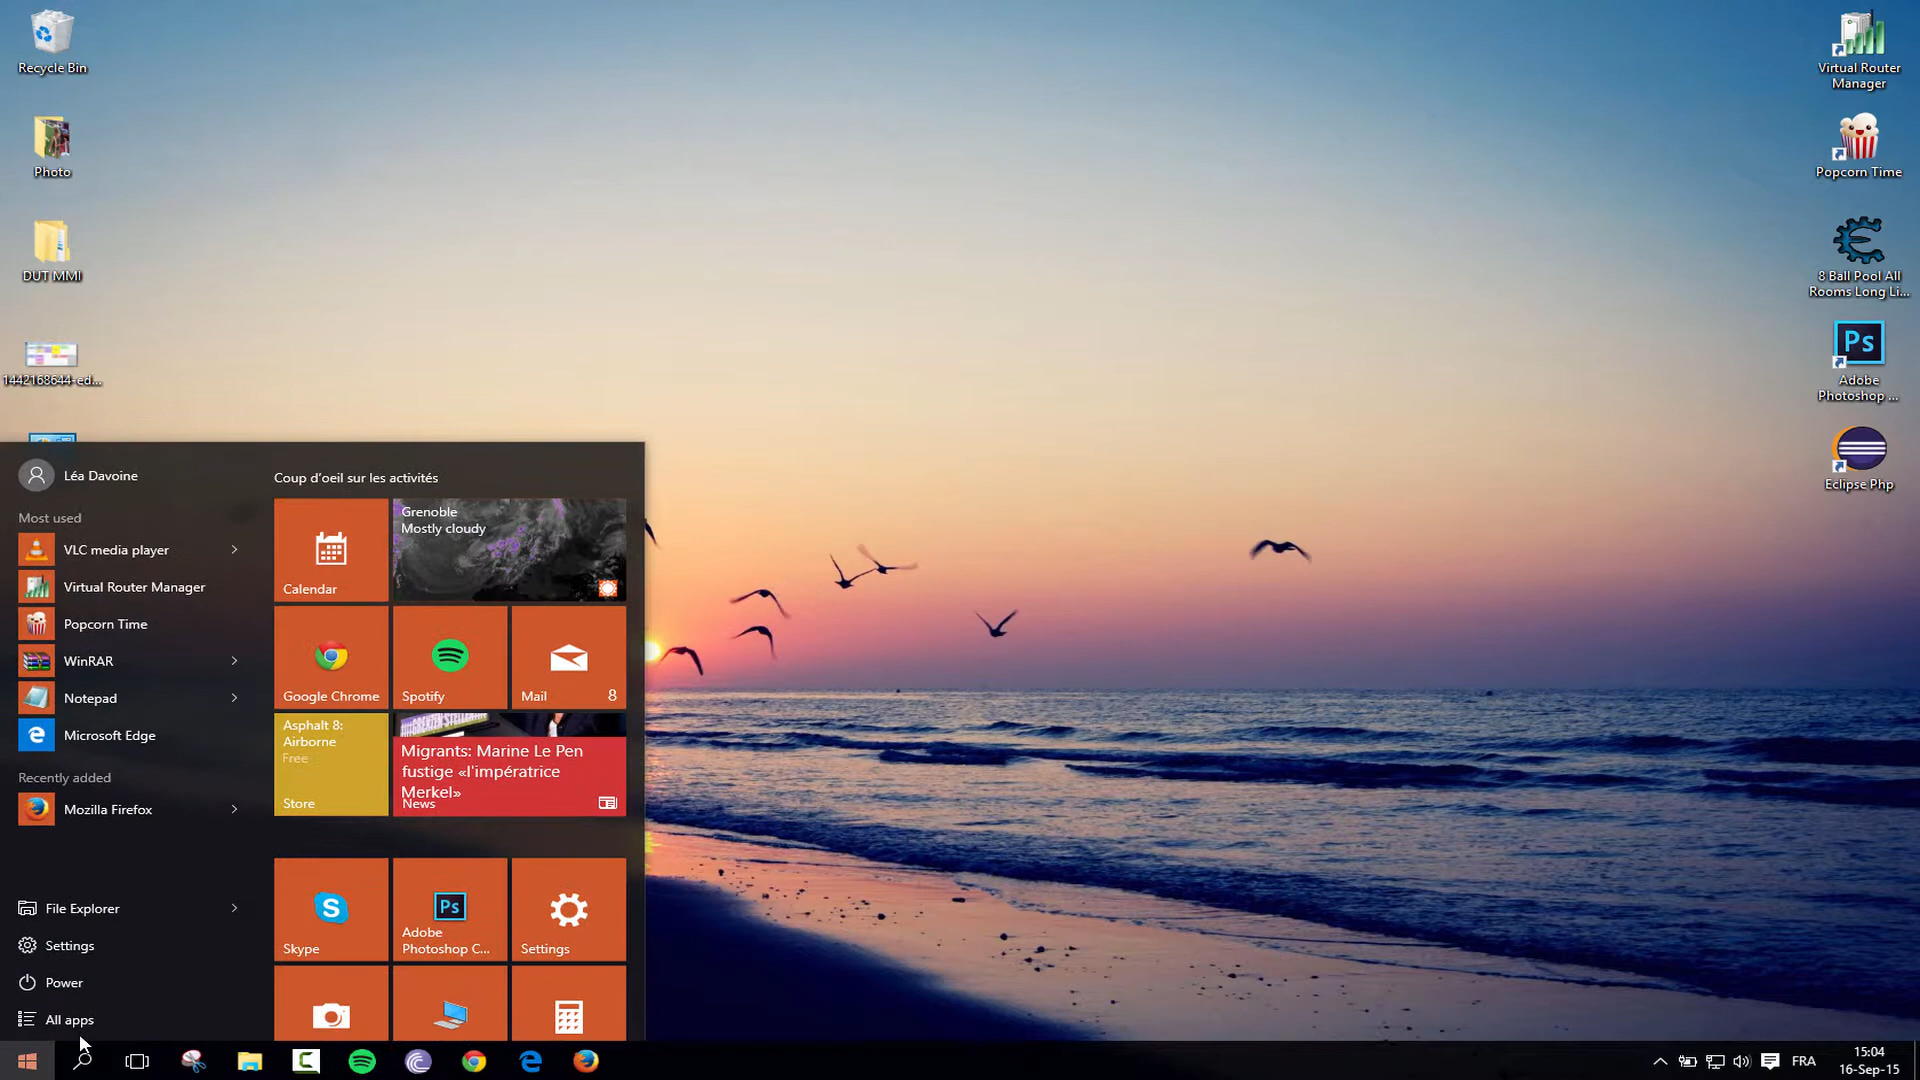 Recycle Bin
Photo
DUT MMI
1442168644-ed...
Virtual Router
Manager
Popcorn Time
8 Ball Pool All
Rooms Long Li...
Ps
Adobe
Photoshop ...
Eclipse Php
Léa Davoine
Most used
VLC media player
Virtual Router Manager
Popcorn Time
WinRAR
Notepad
Microsoft Edge
Recently added
Mozilla Firefox
File Explorer
Settings
Power
All apps
Coup d'oeil sur les activités
Calendar
Grenoble
Mostly cloudy
Google Chrome
Spotify
Mail 8
Asphalt 8:
Airborne
Free
Store
Migrants: Marine Le Pen
fustige «l'impératrice
Merkel»
News
Skype
Ps
Adobe
Photoshop C...
Settings
FRA
15:04
16-Sep-15